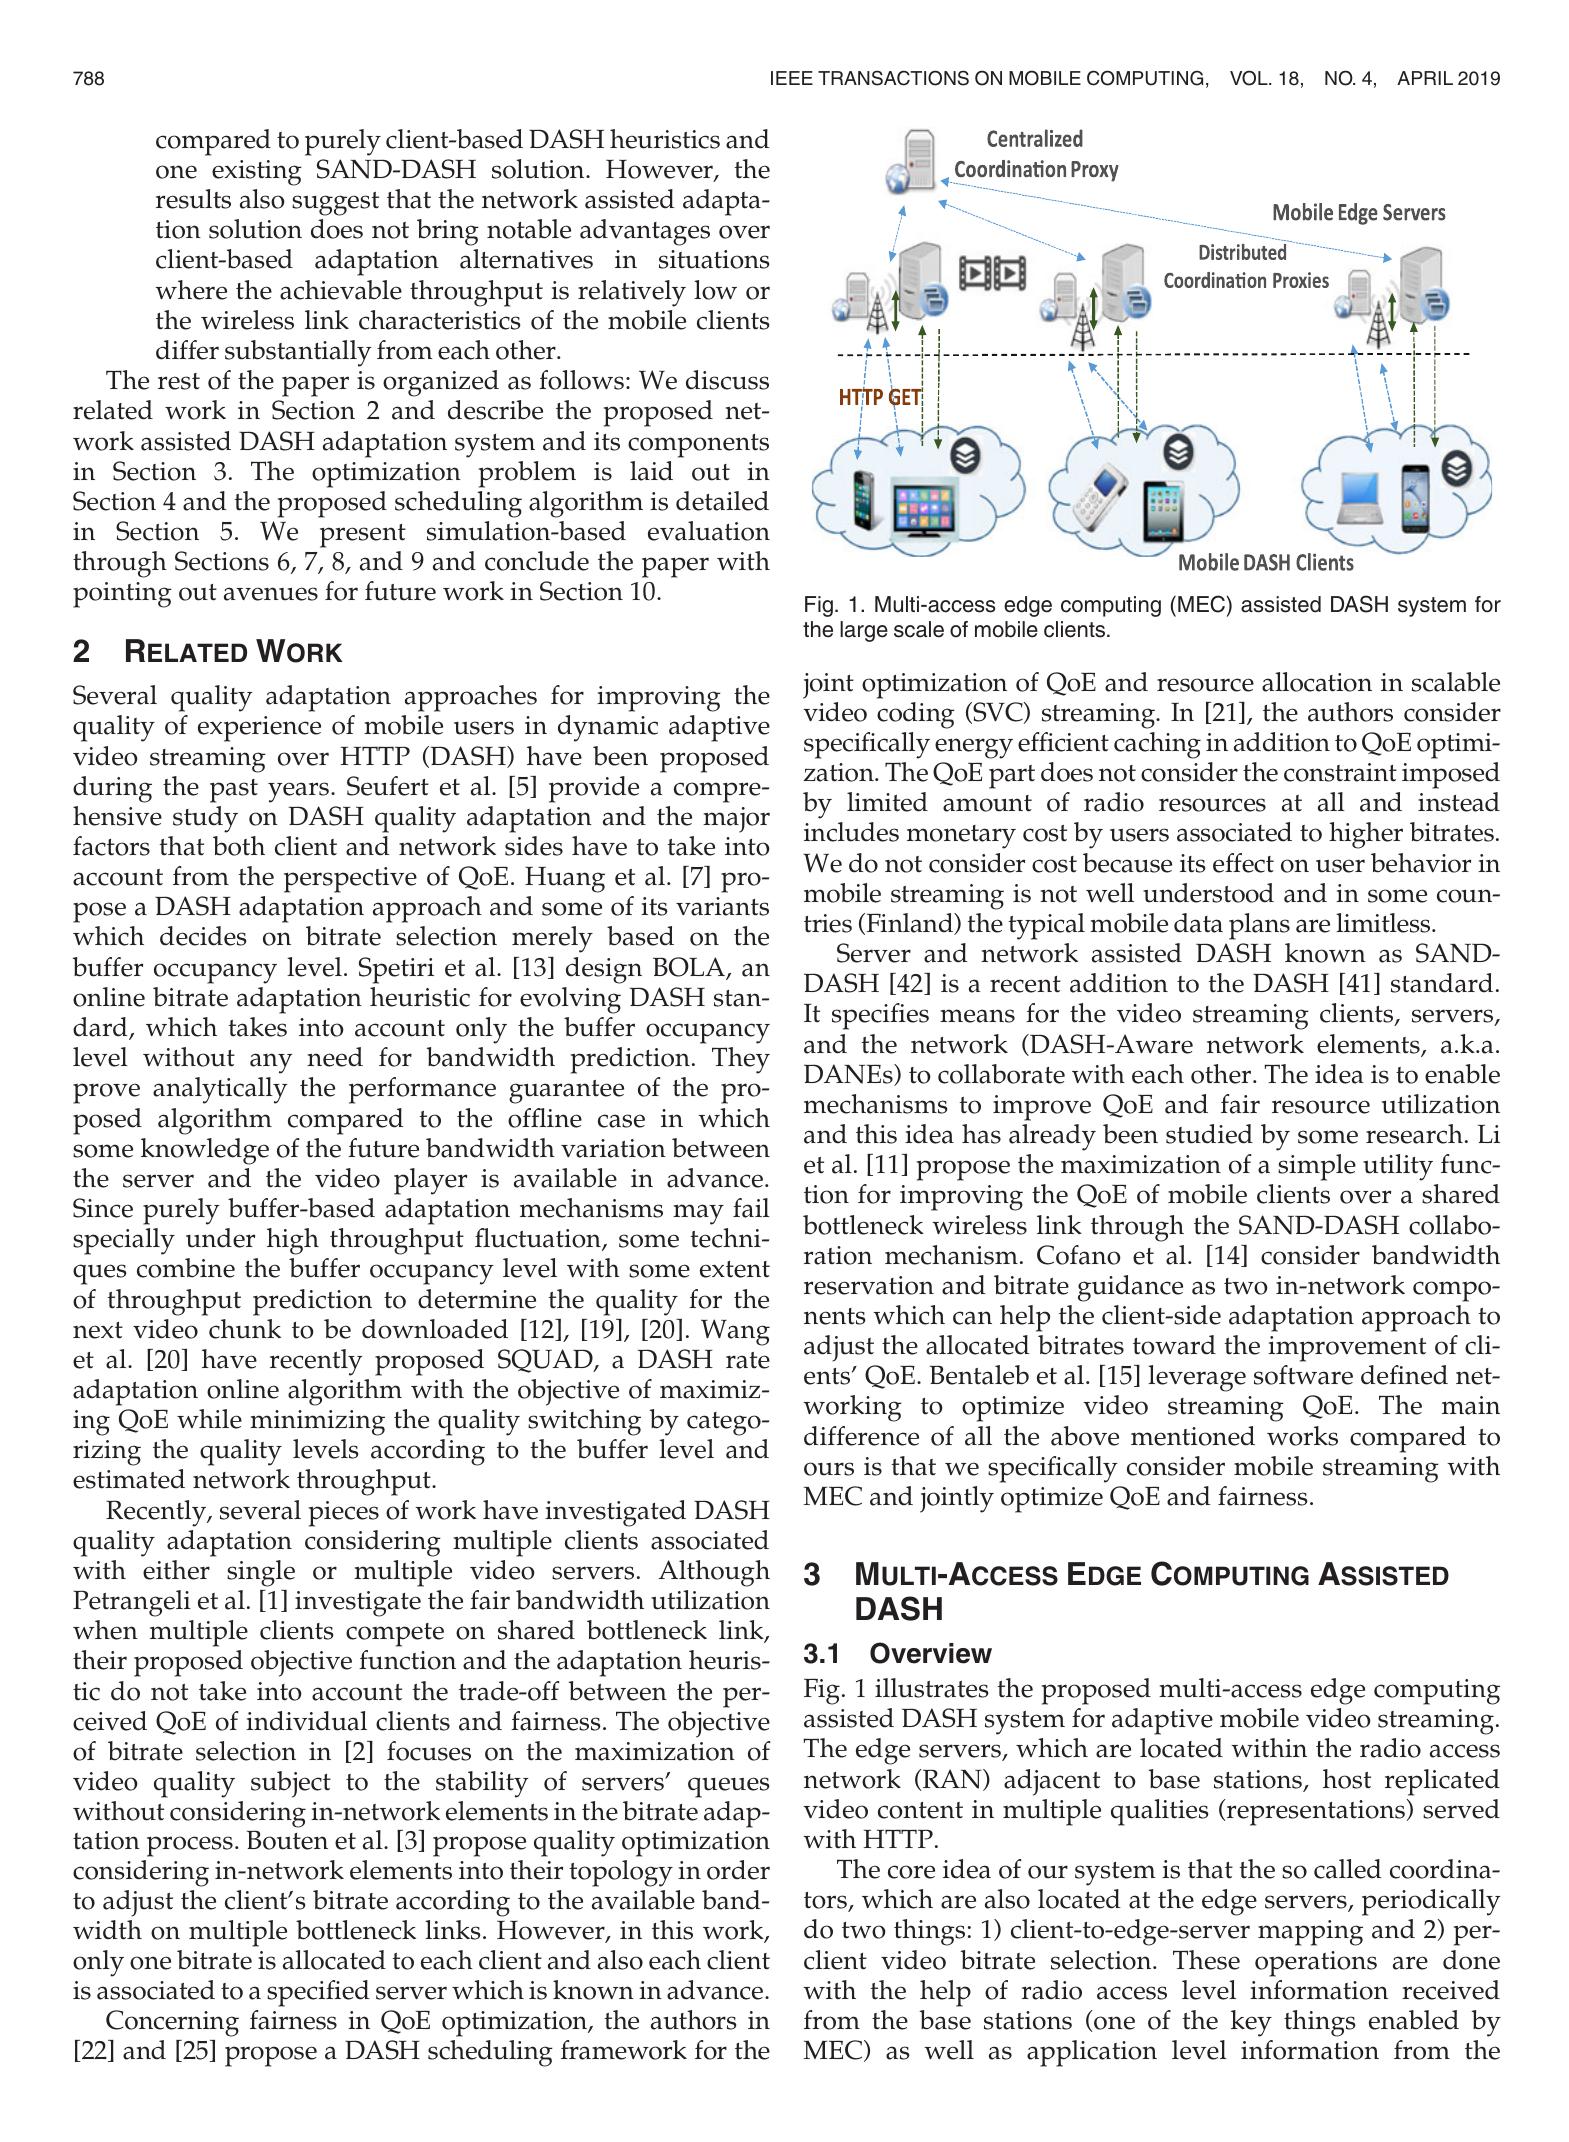 788
IEEE TRANSACTIONS ON MOBILE COMPUTING, VOL. 18, NO. 4, APRIL 2019
compared to purely client-based DASH heuristics and
one existing SAND-DASH solution. However, the
results also suggest that the network assisted adapta-
tion solution does not bring notable advantages over
client-based adaptation alternatives in situations
where the achievable throughput is relatively low or
the wireless link characteristics of the mobile clients
differ substantially from each other.
The rest of the paper is organized as follows: We discuss
related work in Section 2 and describe the proposed net-
work assisted DASH adaptation system and its components
in Section 3. The optimization problem is laid out in
Section 4 and the proposed scheduling algorithm is detailed
in Section 5. We present simulation-based evaluation
through Sections 6, 7, 8, and 9 and conclude the paper with
pointing out avenues for future work in Section 10.
2 RELATED WORK
Several quality adaptation approaches for improving the
quality of experience of mobile users in dynamic adaptive
video streaming over HTTP (DASH) have been proposed
during the past years. Seufert et al. [5] provide a compre-
hensive study on DASH quality adaptation and the major
factors that both client and network sides have to take into
account from the perspective of QoE. Huang et al. [7] pro-
pose a DASH adaptation approach and some of its variants
which decides on bitrate selection merely based on the
buffer occupancy level. Spetiri et al. [13] design BOLA, an
online bitrate adaptation heuristic for evolving DASH stan-
dard, which takes into account only the buffer occupancy
level without any need for bandwidth prediction. They
prove analytically the performance guarantee of the pro-
posed algorithm compared to the offline case in which
some knowledge of the future bandwidth variation between
the server and the video player is available in advance.
Since purely buffer-based adaptation mechanisms may fail
specially under high throughput fluctuation, some techni-
ques combine the buffer occupancy level with some extent
of throughput prediction to determine the quality for the
next video chunk to be downloaded [12], [19], [20]. Wang
et al. [20] have recently proposed SQUAD, a DASH rate
adaptation online algorithm with the objective of maximiz-
ing QoE while minimizing the quality switching by catego-
rizing the quality levels according to the buffer level and
estimated network throughput.
Recently, several pieces of work have investigated DASH
quality adaptation considering multiple clients associated
with either single or multiple video servers. Although
Petrangeli et al. [1] investigate the fair bandwidth utilization
when multiple clients compete on shared bottleneck link,
their proposed objective function and the adaptation heuris-
tic do not take into account the trade-off between the per-
ceived QoE of individual clients and fairness. The objective
of bitrate selection in [2] focuses on the maximization of
video quality subject to the stability of servers' queues
without considering in-network elements in the bitrate adap-
tation process. Bouten et al. [3] propose quality optimization
considering in-network elements into their topology in order
to adjust the client's bitrate according to the available band-
width on multiple bottleneck links. However, in this work,
only one bitrate is allocated to each client and also each client
is associated to a specified server which is known in advance.
Concerning fairness in QoE optimization, the authors in
[22] and [25] propose a DASH scheduling framework for the
Centralized
Coordination Proxy
Mobile Edge Servers
Distributed
Coordination Proxies
HTTP GET
Mobile DASH Clients
Fig. 1. Multi-access edge computing (MEC) assisted DASH system for
the large scale of mobile clients.
joint optimization of QoE and resource allocation in scalable
video coding (SVC) streaming. In [21], the authors consider
specifically energy efficient caching in addition to QoE optimi-
zation. The QoE part does not consider the constraint imposed
by limited amount of radio resources at all and instead
includes monetary cost by users associated to higher bitrates.
We do not consider cost because its effect on user behavior in
mobile streaming is not well understood and in some coun-
tries (Finland) the typical mobile data plans are limitless.
Server and network assisted DASH known as SAND-
DASH [42] is a recent addition to the DASH [41] standard.
It specifies means for the video streaming clients, servers,
and the network (DASH-Aware network elements, a.k.a.
DANEs) to collaborate with each other. The idea is to enable
mechanisms to improve QoE and fair resource utilization
and this idea has already been studied by some research. Li
et al. [11] propose the maximization of a simple utility func-
tion for improving the QoE of mobile clients over a shared
bottleneck wireless link through the SAND-DASH collabo-
ration mechanism. Cofano et al. [14] consider bandwidth
reservation and bitrate guidance as two in-network compo-
nents which can help the client-side adaptation approach to
adjust the allocated bitrates toward the improvement of cli-
ents' QoE. Bentaleb et al. [15] leverage software defined net-
working to optimize video streaming QoE. The main
difference of all the above mentioned works compared to
ours is that we specifically consider mobile streaming with
MEC and jointly optimize QoE and fairness.
3 MULTI-ACCESS EDGE COMPUTING ASSISTED
DASH
3.1 Overview
Fig. 1 illustrates the proposed multi-access edge computing
assisted DASH system for adaptive mobile video streaming.
The edge servers, which are located within the radio access
network (RAN) adjacent to base stations, host replicated
video content in multiple qualities (representations) served
with HTTP.
The core idea of our system is that the so called coordina-
tors, which are also located at the edge servers, periodically
do two things: 1) client-to-edge-server mapping and 2) per-
client video bitrate selection. These operations are done
with the help of radio access level information received
from the base stations (one of the key things enabled by
MEC) as well as application level information from the